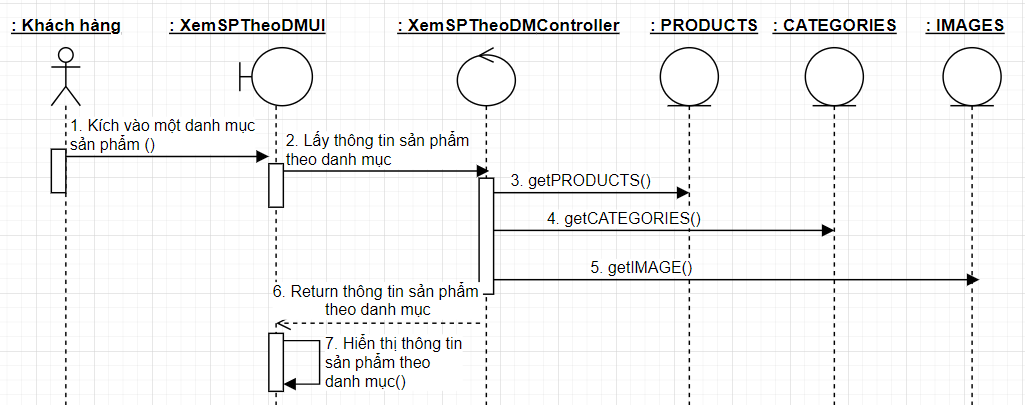 : Khách hàng
: XemSPTheoDMUI
: XemSPTheoDMController
: PRODUCTS
: CATEGORIES
: IMAGES
1. Kích vào một danh mục
sản phẩm ()
2. Lấy thông tin sản phẩm
theo danh mục
3. getPRODUCTS()
4. getCATEGORIES()
5. getIMAGE()
6. Return thông tin sản phẩm
theo danh mục
7. Hiển thị thông tin
sản phẩm theo
danh mục()